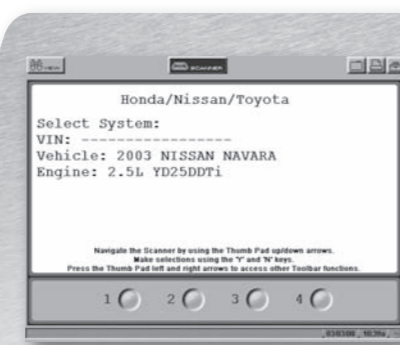 VIEW
SCANNER
Honda/Nissan/Toyota
Select System:
VIN: -----------------
Vehicle: 2003 NISSAN NAVARA
Engine: 2.5L YD25DDTi
Navigate the Scanner by using the Thumb Pad up/down arrows.
Make selections using the 'Y' and 'N' keys.
Press the Thumb Pad left and right arrows to access other Toolbar functions.
1 2 3 4